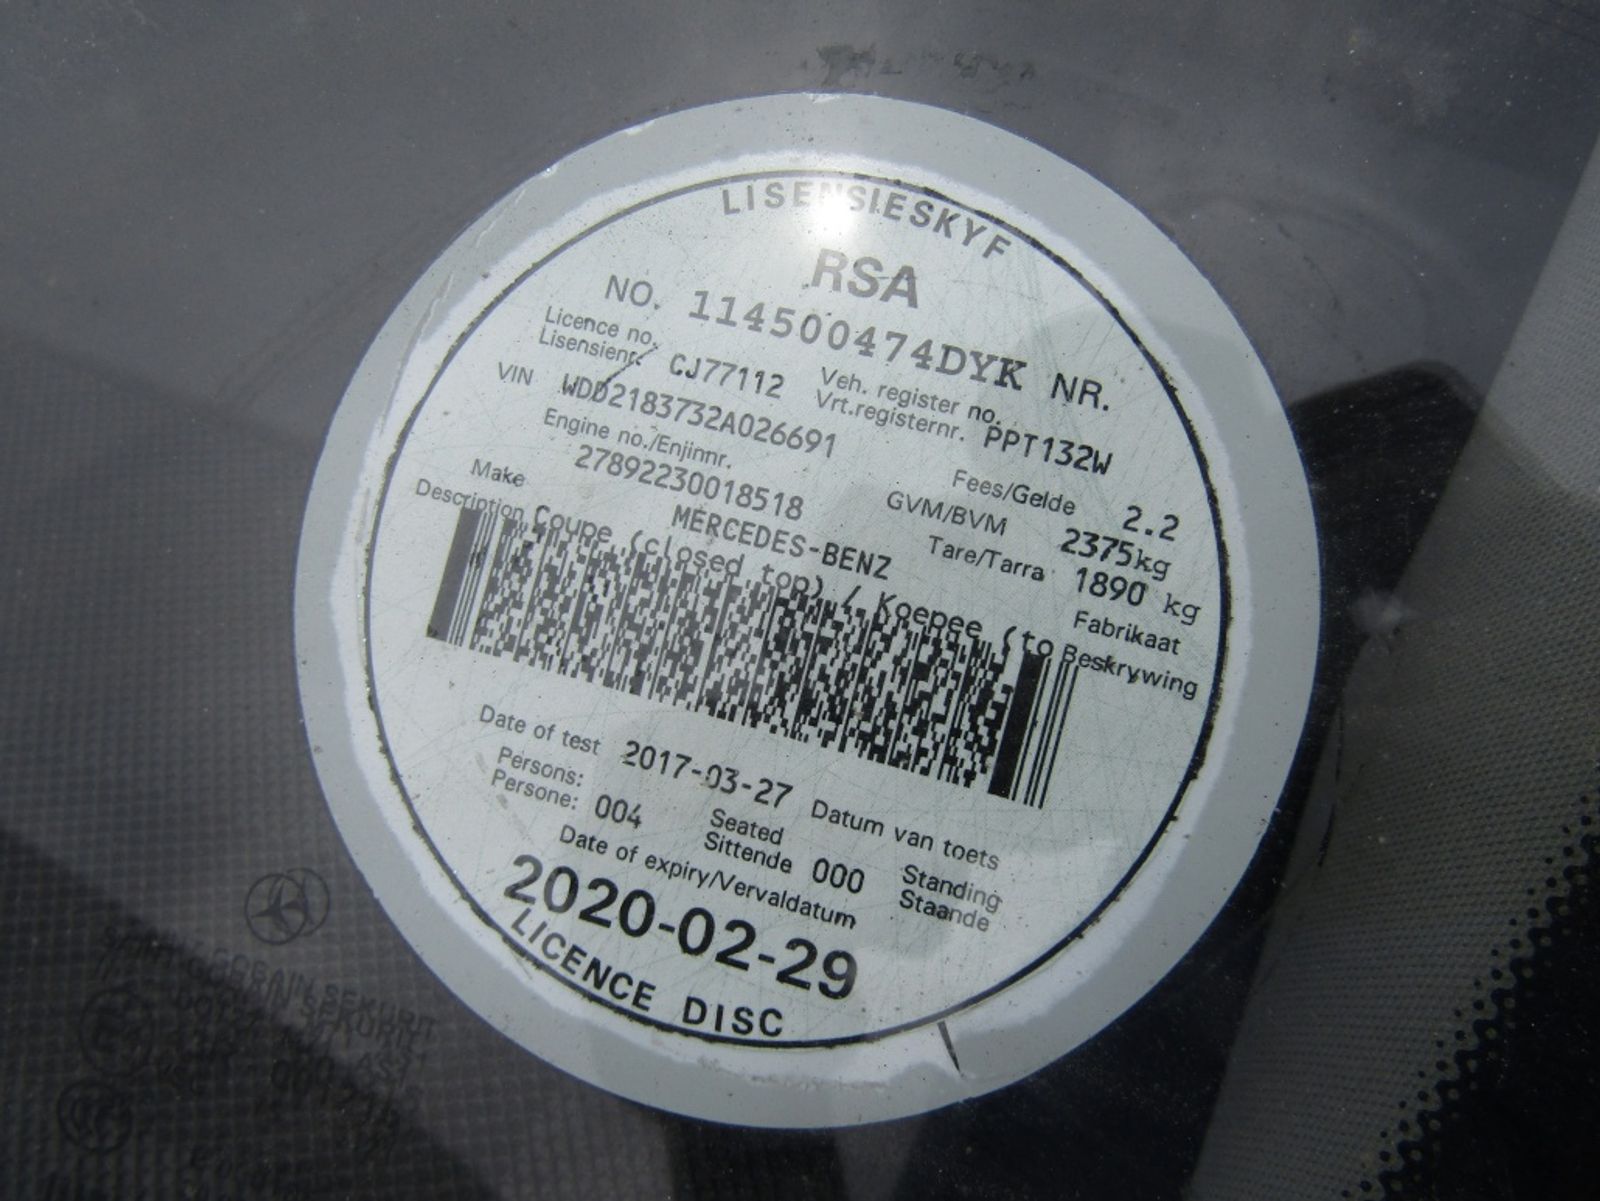 LISENSIESKYF
RSA
NO. 114500474DYK NR.
Licence no. Lisensienr. CJ77112 Veh. register no. Vrt.registernr. PPT132W
VIN WDD2183732A026691
Engine no./Enjinnr. Fees/Gelde 2.2
27892230018518 GVM/BVM 2375kg
Tare/Tarra 1890 kg
Make MERCEDES-BENZ Fabrikaat
Description Coupe (closed top) / Koepee (to Beskrywing
Date of test 2017-03-27 Datum van toets
Persons: Persone: 004 Seated Sittende 000 Standing Staande
Date of expiry/Vervaldatum
2020-02-29
LICENCE DISC
SEKURIT